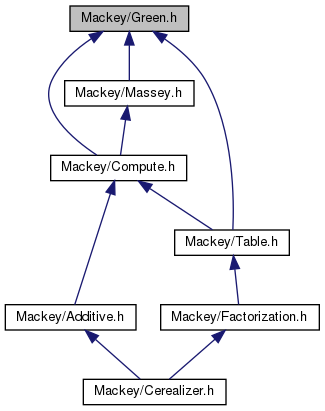 Mackey/Green.h
Mackey/Massey.h
Mackey/Compute.h
Mackey/Table.h
Mackey/Additive.h
Mackey/Factorization.h
Mackey/Cerealizer.h